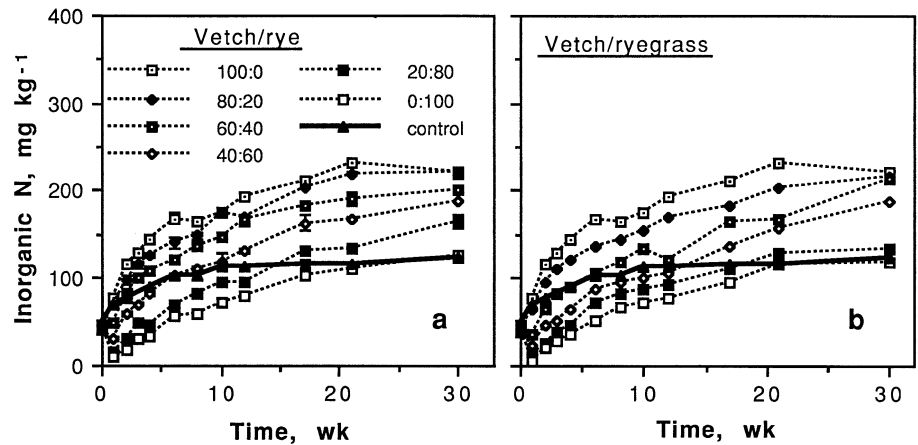 400
300
200
100
0
Inorganic N, mg kg-1
Vetch/rye
100:0
80:20
60:40
40:60
20:80
0:100
control
a
0 10 20 30
Time, wk
Vetch/ryegrass
b
0 10 20 30
Time, wk